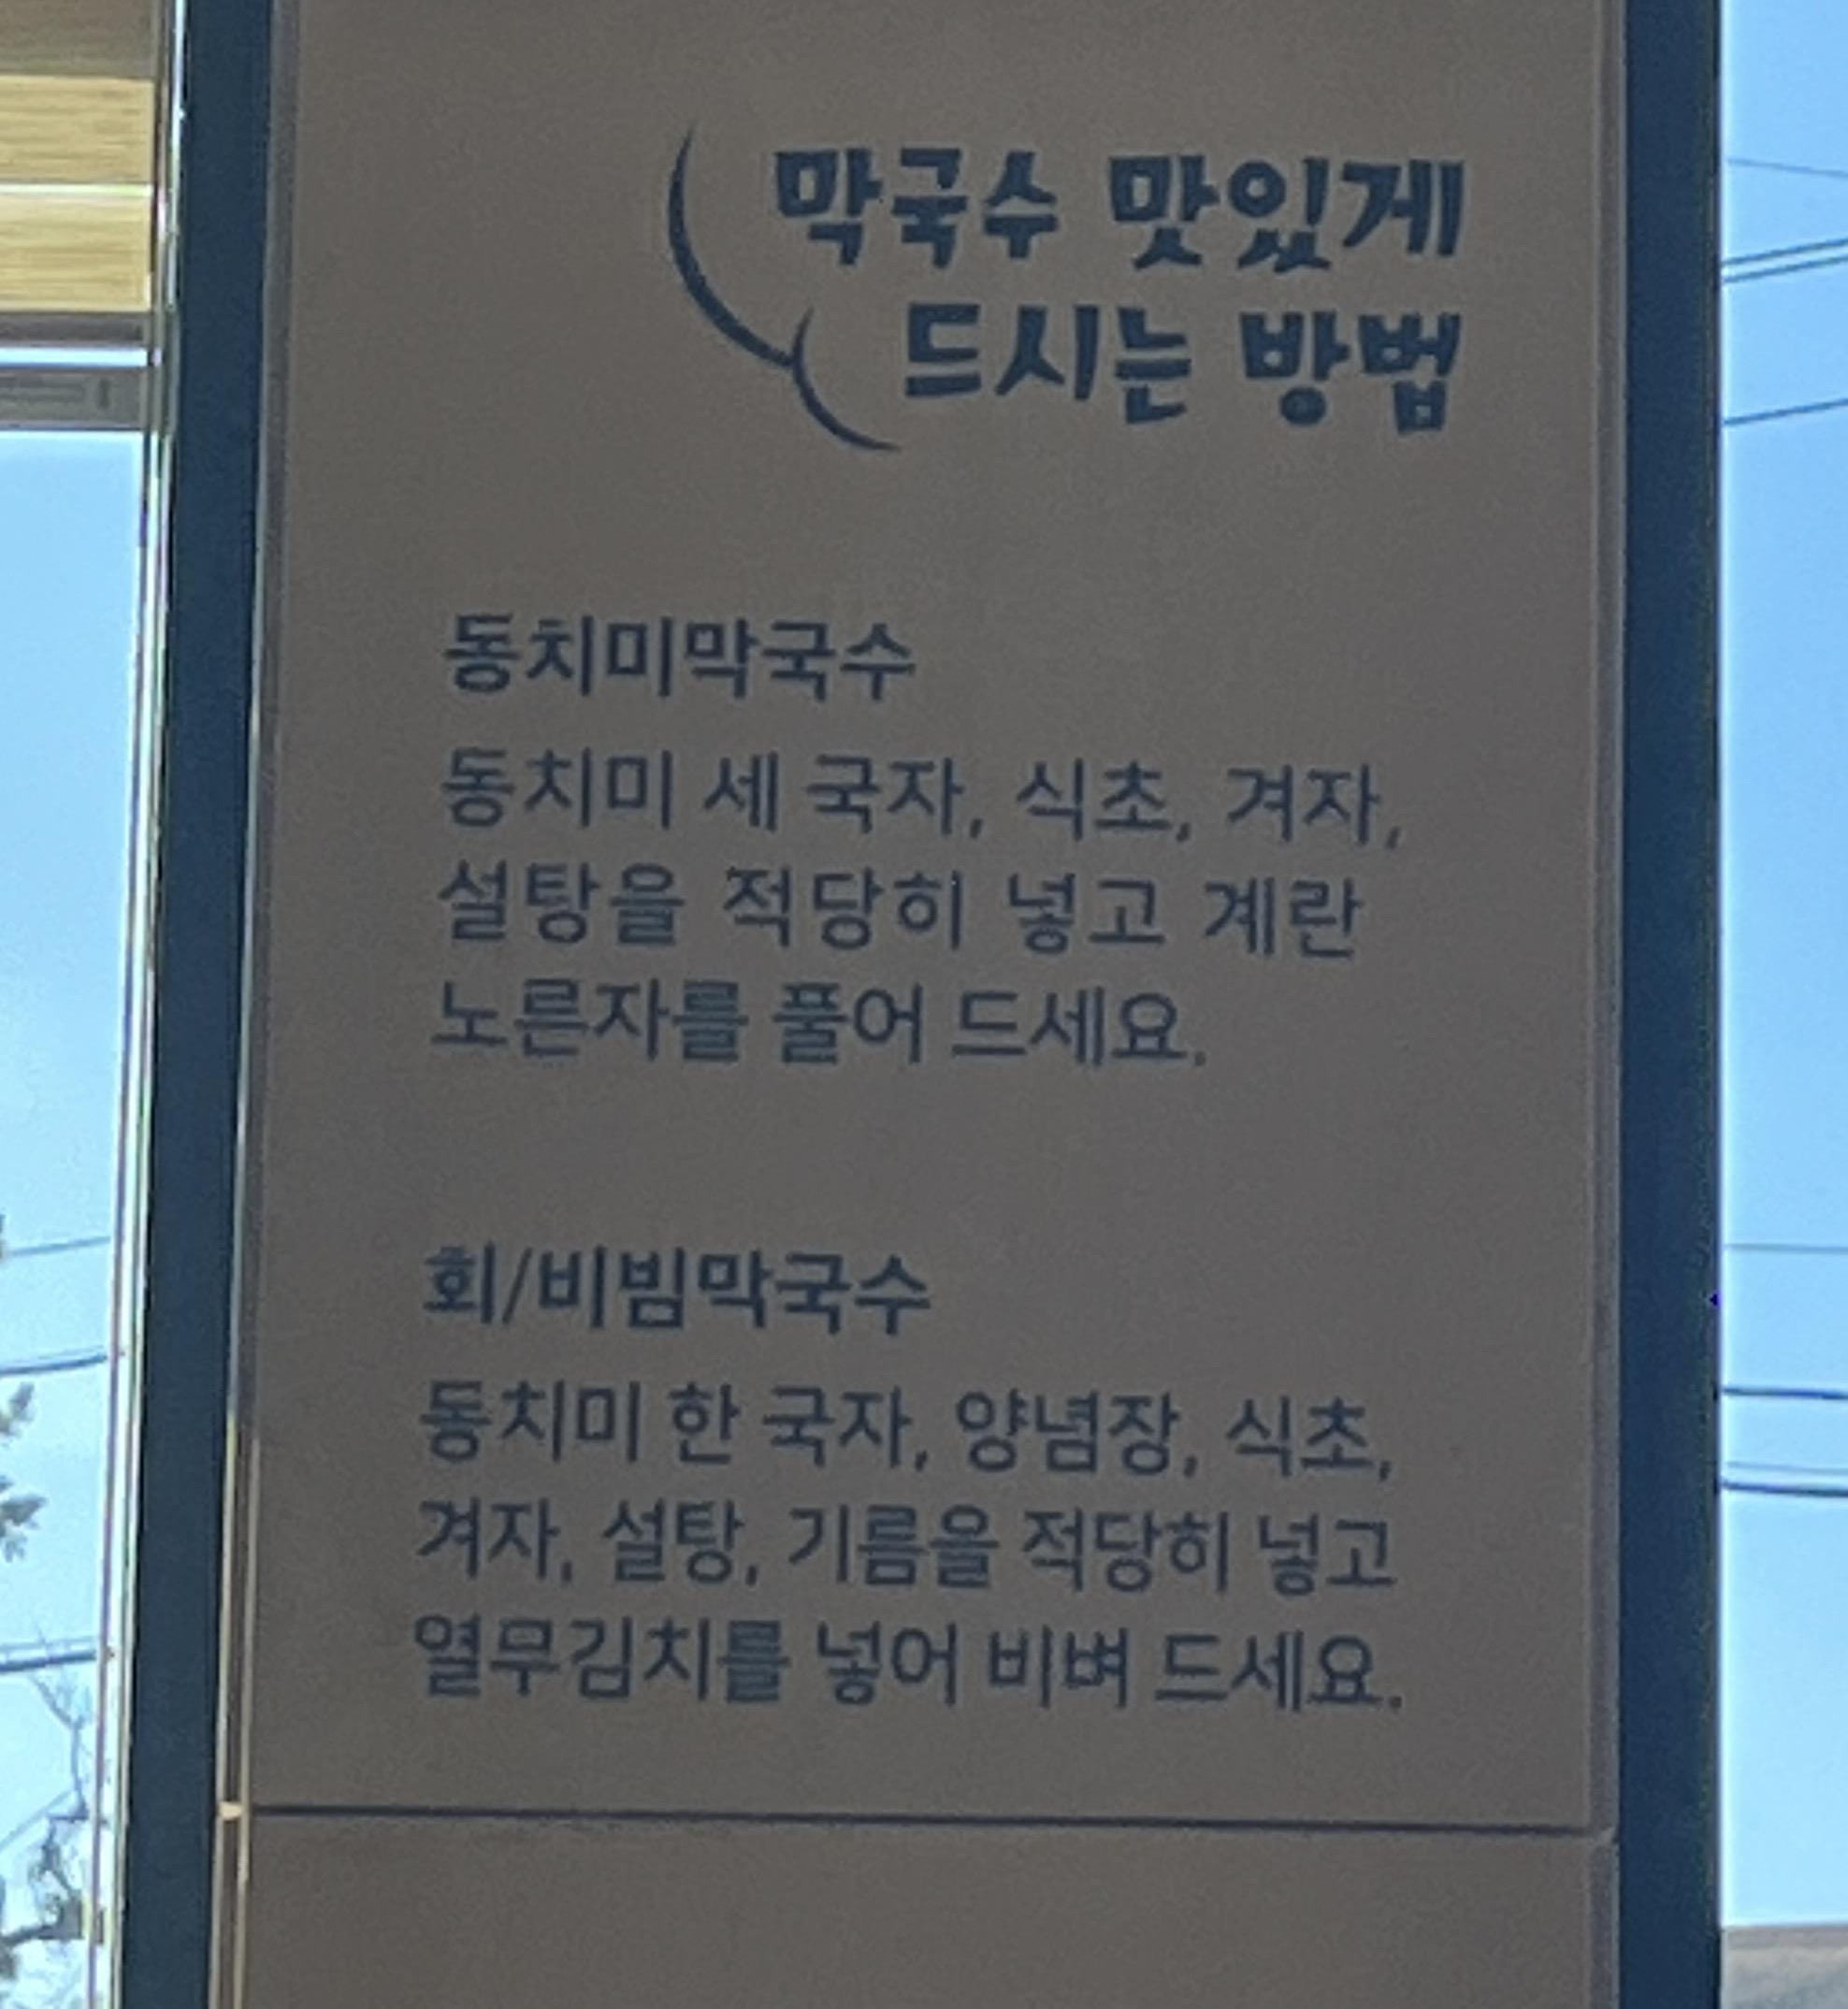 막국수 맛있게
드시는 방법
동치미막국수
동치미 세 국자, 식초, 겨자,
설탕을 적당히 넣고 계란
노른자를 풀어 드세요.
회/비빔막국수
동치미 한 국자, 양념장, 식초,
겨자, 설탕, 기름을 적당히 넣고
열무김치를 넣어 비벼 드세요.